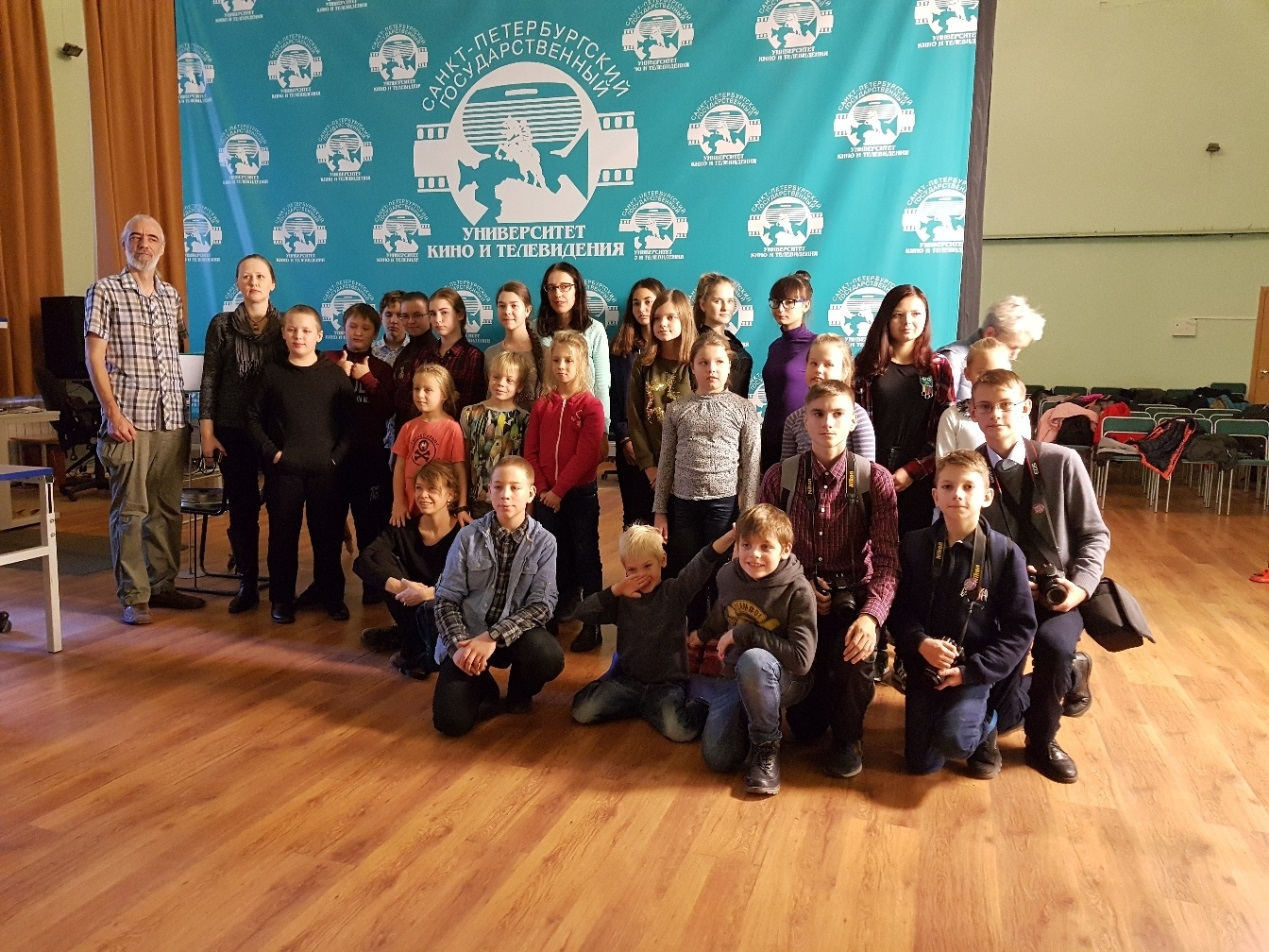 САНКТ-ПЕТЕРБУРГСКИЙ
ГОСУДАРСТВЕННЫЙ
УНИВЕРСИТЕТ
КИНО И ТЕЛЕВИДЕНИЯ